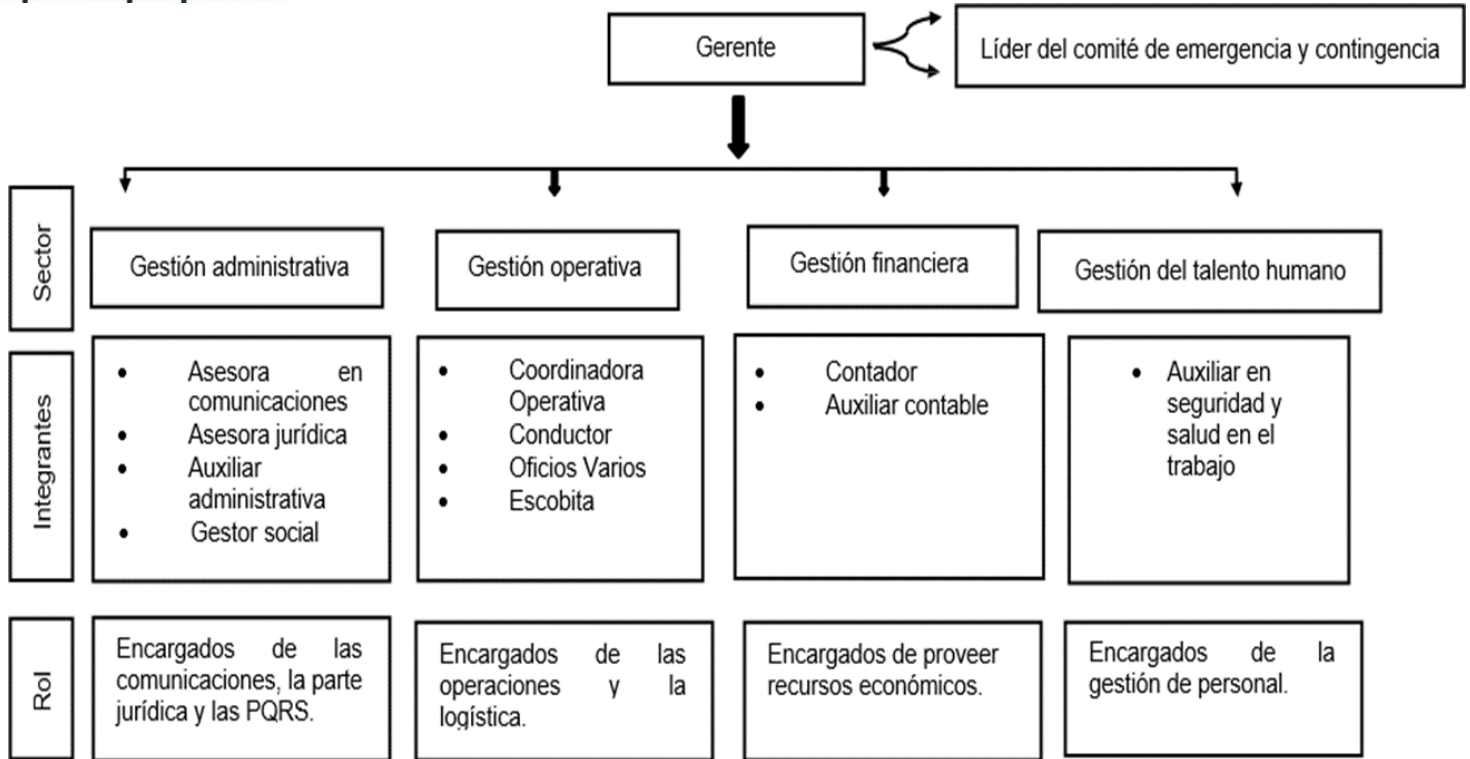 Gerente
Líder del comité de emergencia y contingencia
Sector
Gestión administrativa
Gestión operativa
Gestión financiera
Gestión del talento humano
Integrantes
• Asesora en
comunicaciones
• Asesora jurídica
• Auxiliar
administrativa
• Gestor social
• Coordinadora
Operativa
• Conductor
• Oficios Varios
• Escobita
• Contador
• Auxiliar contable
• Auxiliar en
seguridad y
salud en el
trabajo
Rol
Encargados de las
comunicaciones, la parte
jurídica y las PQRS.
Encargados de las
operaciones y la
logística.
Encargados de proveer
recursos económicos.
Encargados de la
gestión de personal.